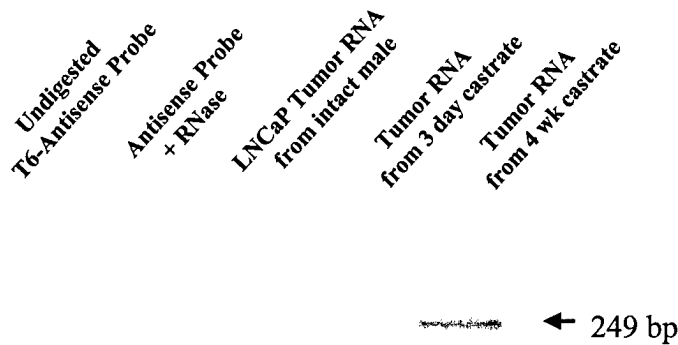 Undigested
T6-Antisense Probe
Antisense Probe
+ RNase
LNCaP Tumor RNA
from intact male
Tumor RNA
from 3 day castrate
Tumor RNA
from 4 wk castrate
249 bp